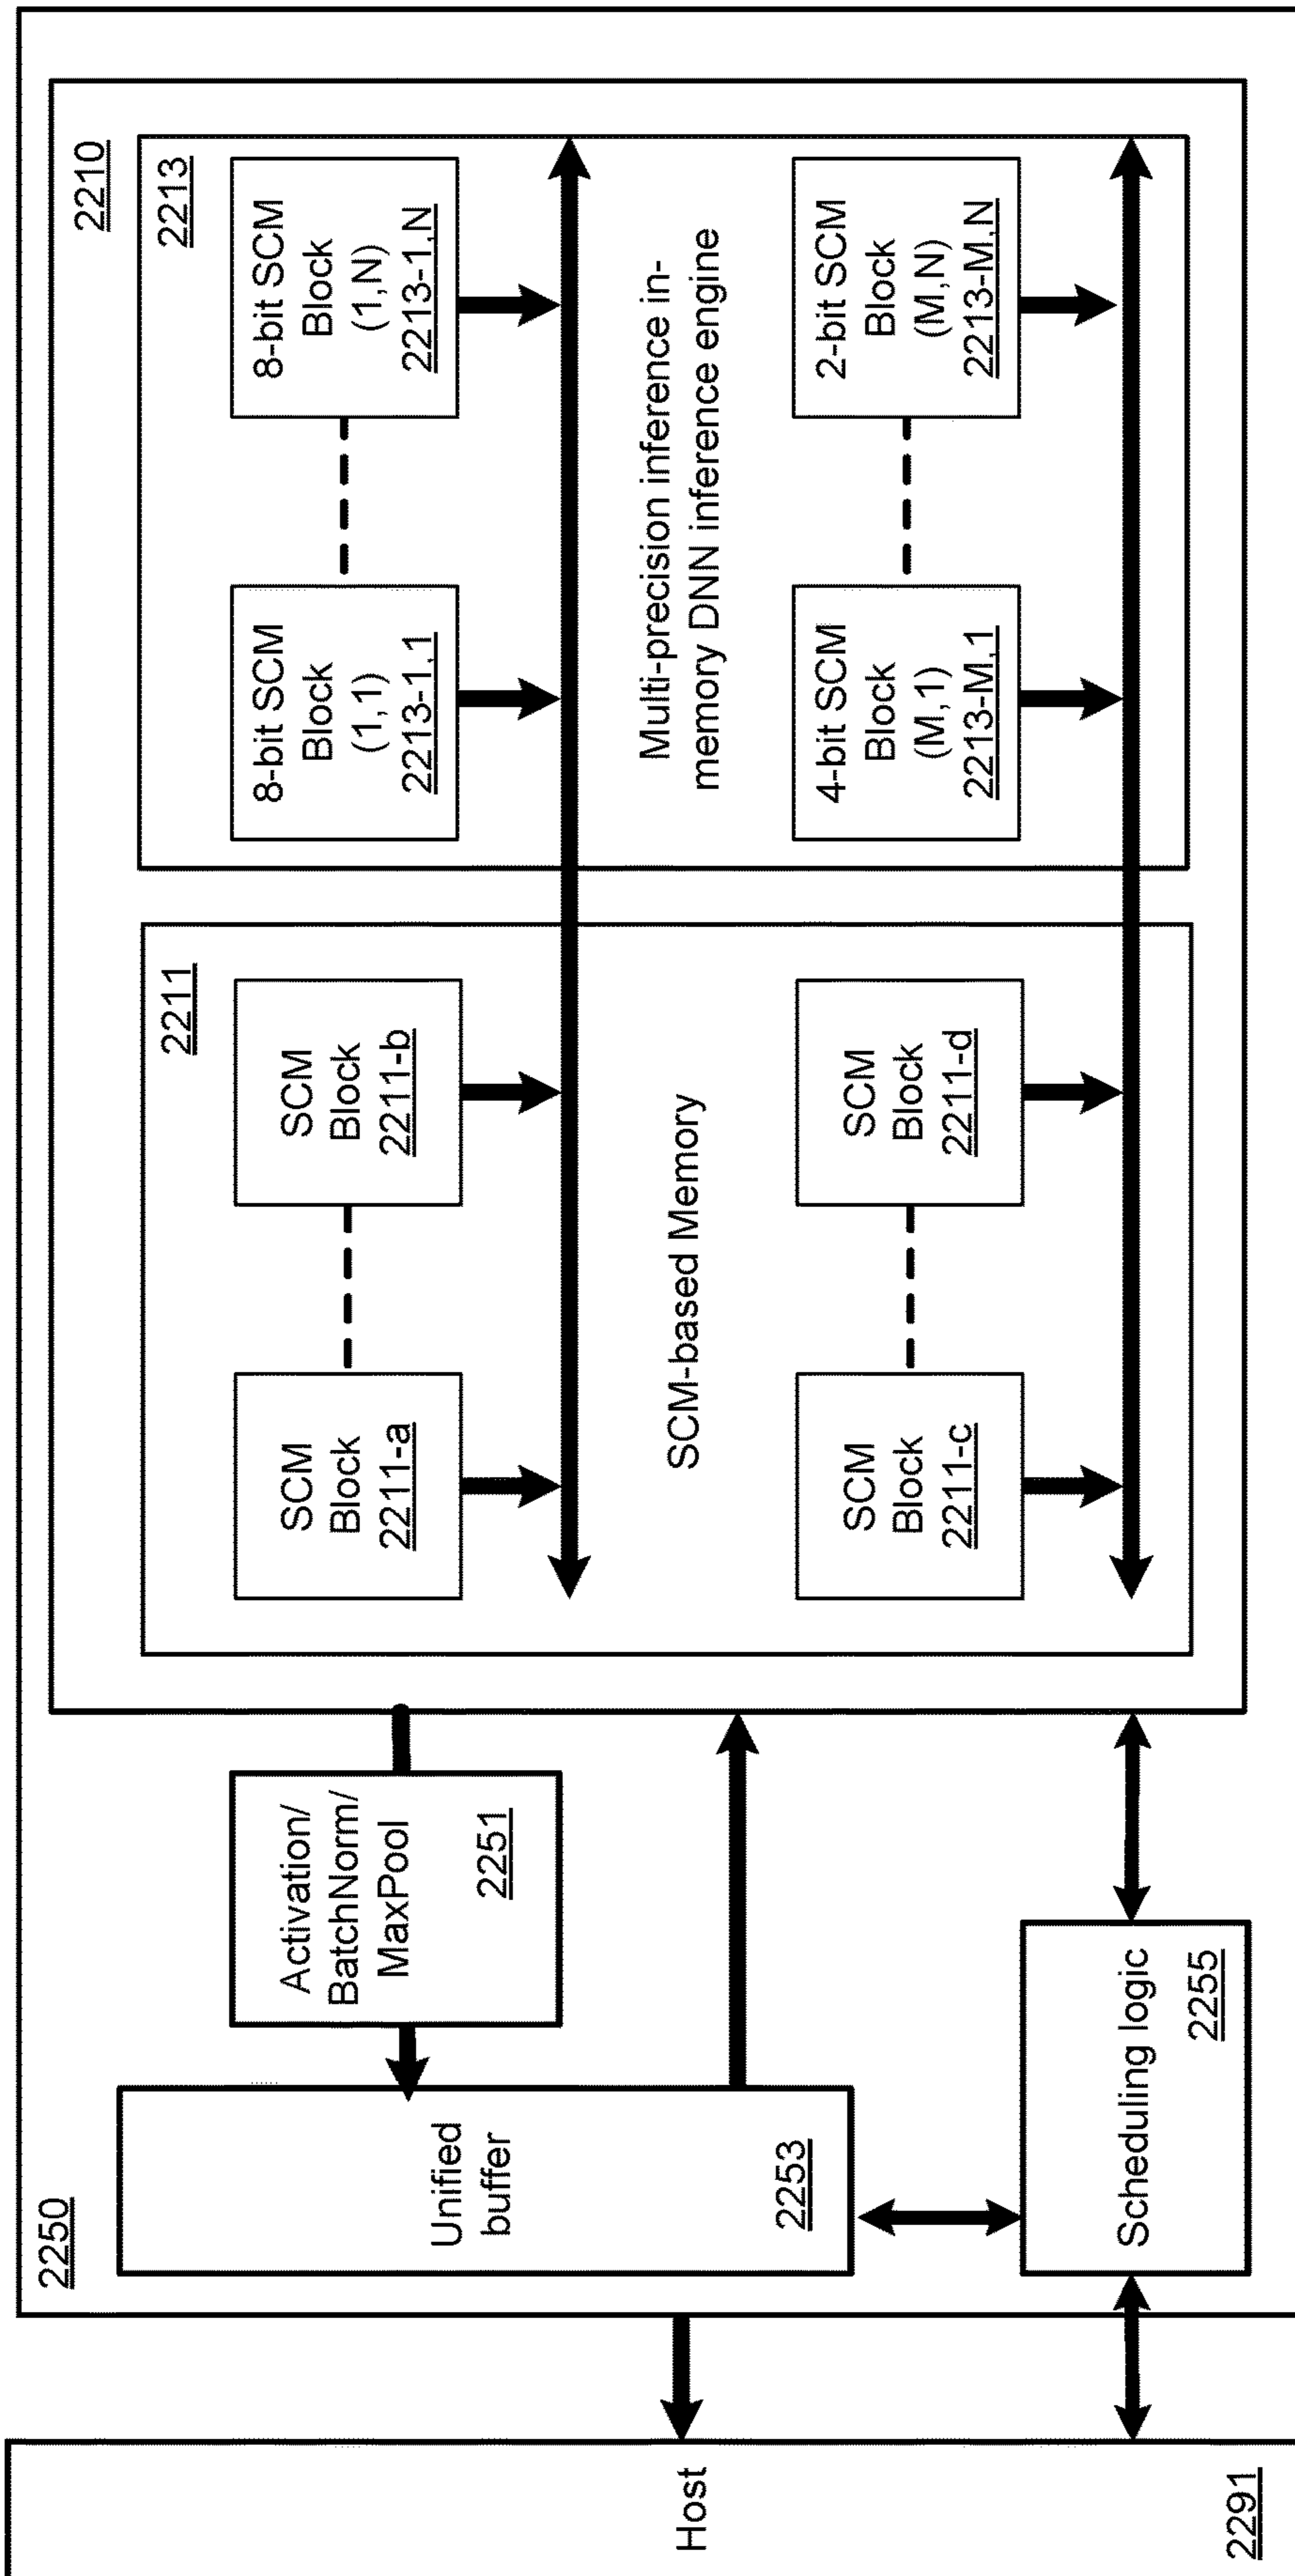 2250
2210
2211
2213
Host
2291
Unified
buffer
2253
Activation/
BatchNorm/
MaxPool
2251
Scheduling logic
2255
SCM
Block
2211-a
SCM
Block
2211-b
SCM-based Memory
SCM
Block
2211-c
SCM
Block
2211-d
8-bit SCM
Block
(1,1)
2213-1,1
8-bit SCM
Block
(1,N)
2213-1,N
Multi-precision inference in-
memory DNN inference engine
4-bit SCM
Block
(M,1)
2213-M,1
2-bit SCM
Block
(M,N)
2213-M,N